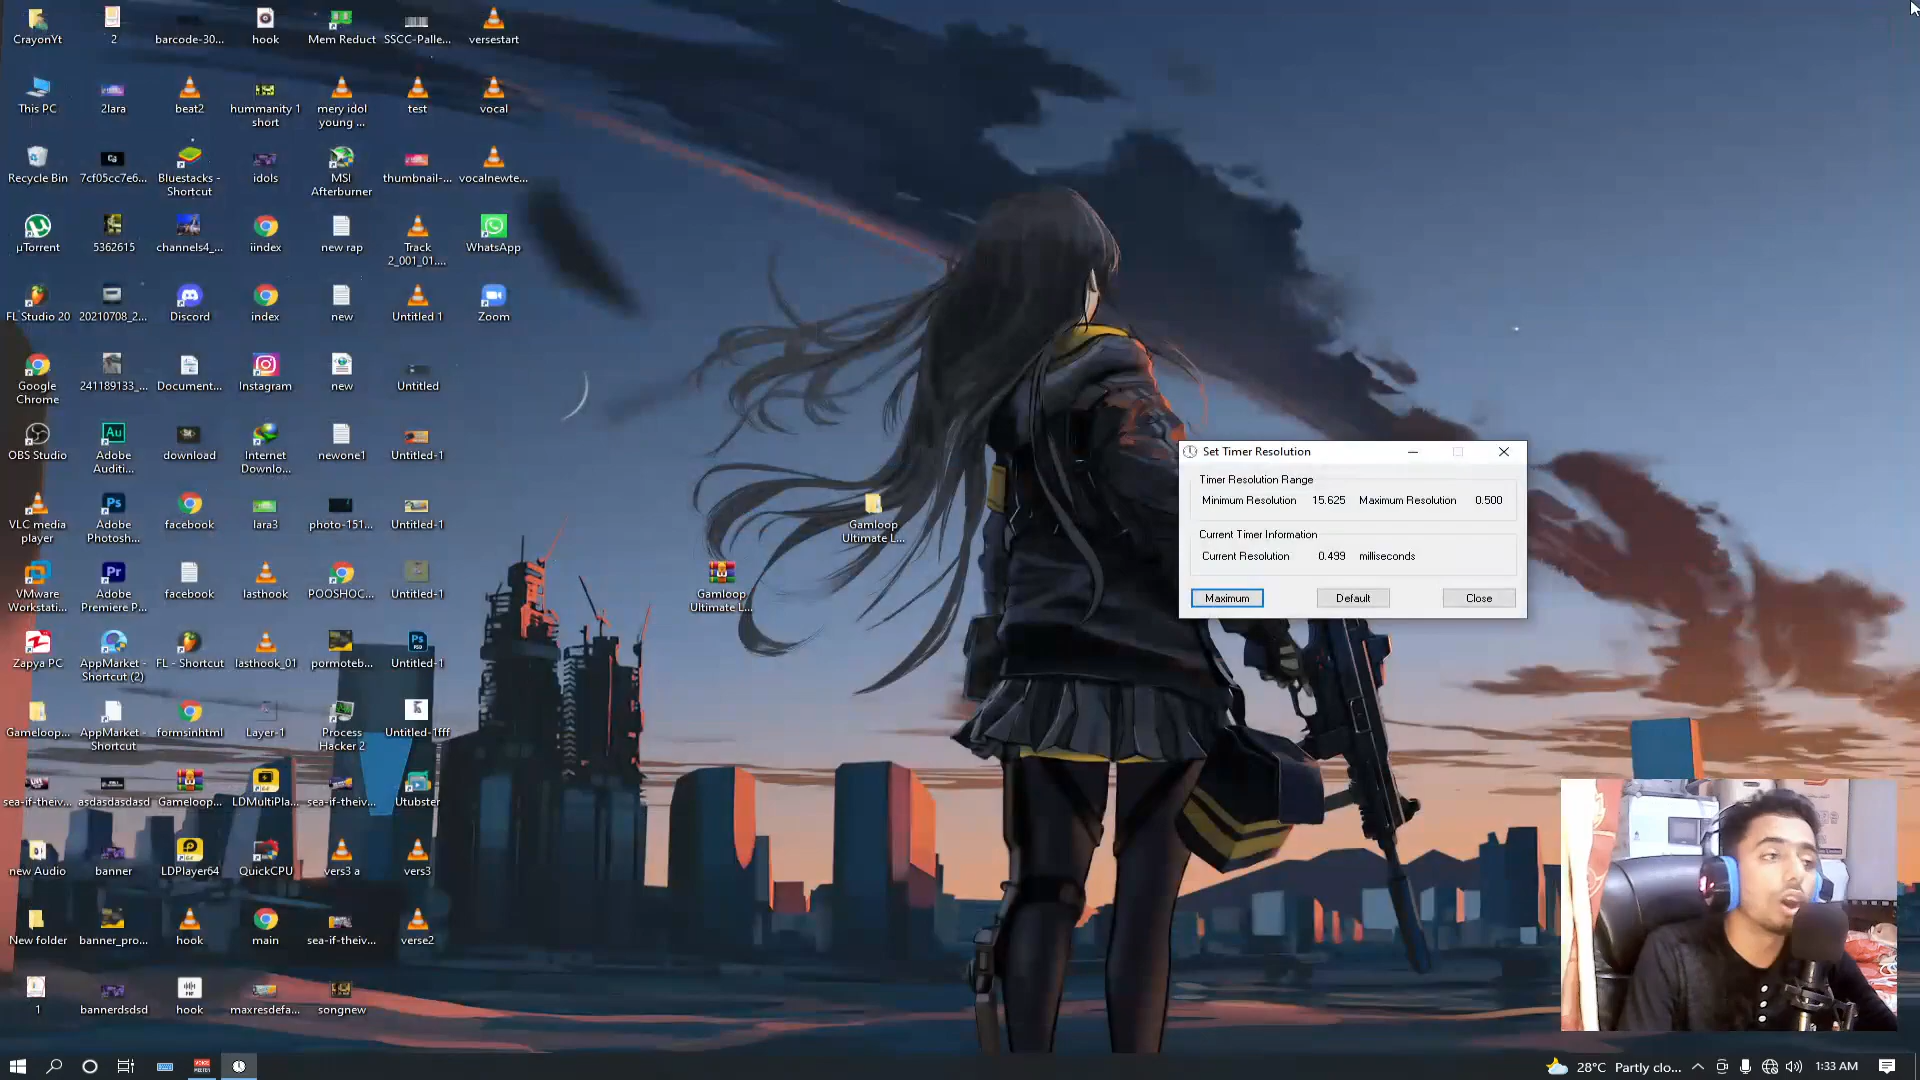 CrayonYt
2
barcode-30...
hook
Mem Reduct
SSCC-Palle...
versestart
This PC
2lara
beat2
hummanity 1
short
mery idol
young ...
test
vocal
Recycle Bin
7cf05cc7e6...
Bluestacks -
Shortcut
idols
MSI
Afterburner
thumbnail-...
vocalnewte...
µTorrent
5362615
channels4_...
iindex
new rap
Track
2_001_01....
WhatsApp
FL Studio 20
20210708_2...
Discord
index
new
Untitled 1
Zoom
Google
Chrome
241189133_...
Document...
Instagram
new
Untitled
OBS Studio
Adobe
Auditi...
download
Internet
Downlo...
newone1
Untitled-1
VLC media
player
Adobe
Photosh...
facebook
lara3
photo-151...
Untitled-1
VMware
Workstati...
Adobe
Premiere P...
facebook
lasthook
POOSHOC...
Untitled-1
Zapya PC
AppMarket -
Shortcut (2)
FL - Shortcut
lasthook_01
pormoteb...
Untitled-1
Gameloop...
AppMarket -
Shortcut
formsinhtml
Layer-1
Process
Hacker 2
Untitled-1fff
sea-if-theiv...
asdasdasdasd
Gameloop...
LDMultiPla...
sea-if-theiv...
Utubster
new Audio
banner
LDPlayer64
QuickCPU
vers3 a
vers3
New folder
banner_pro...
hook
main
sea-if-theiv...
verse2
1
bannerdsdsd
hook
maxresdefa...
songnew
Gamloop
Ultimate L...
Gamloop
Ultimate L...
Set Timer Resolution
Timer Resolution Range
Minimum Resolution 15.625 Maximum Resolution 0.500
Current Timer Information
Current Resolution 0.499 milliseconds
Maximum Default Close
28°C Partly clo... 1:33 AM